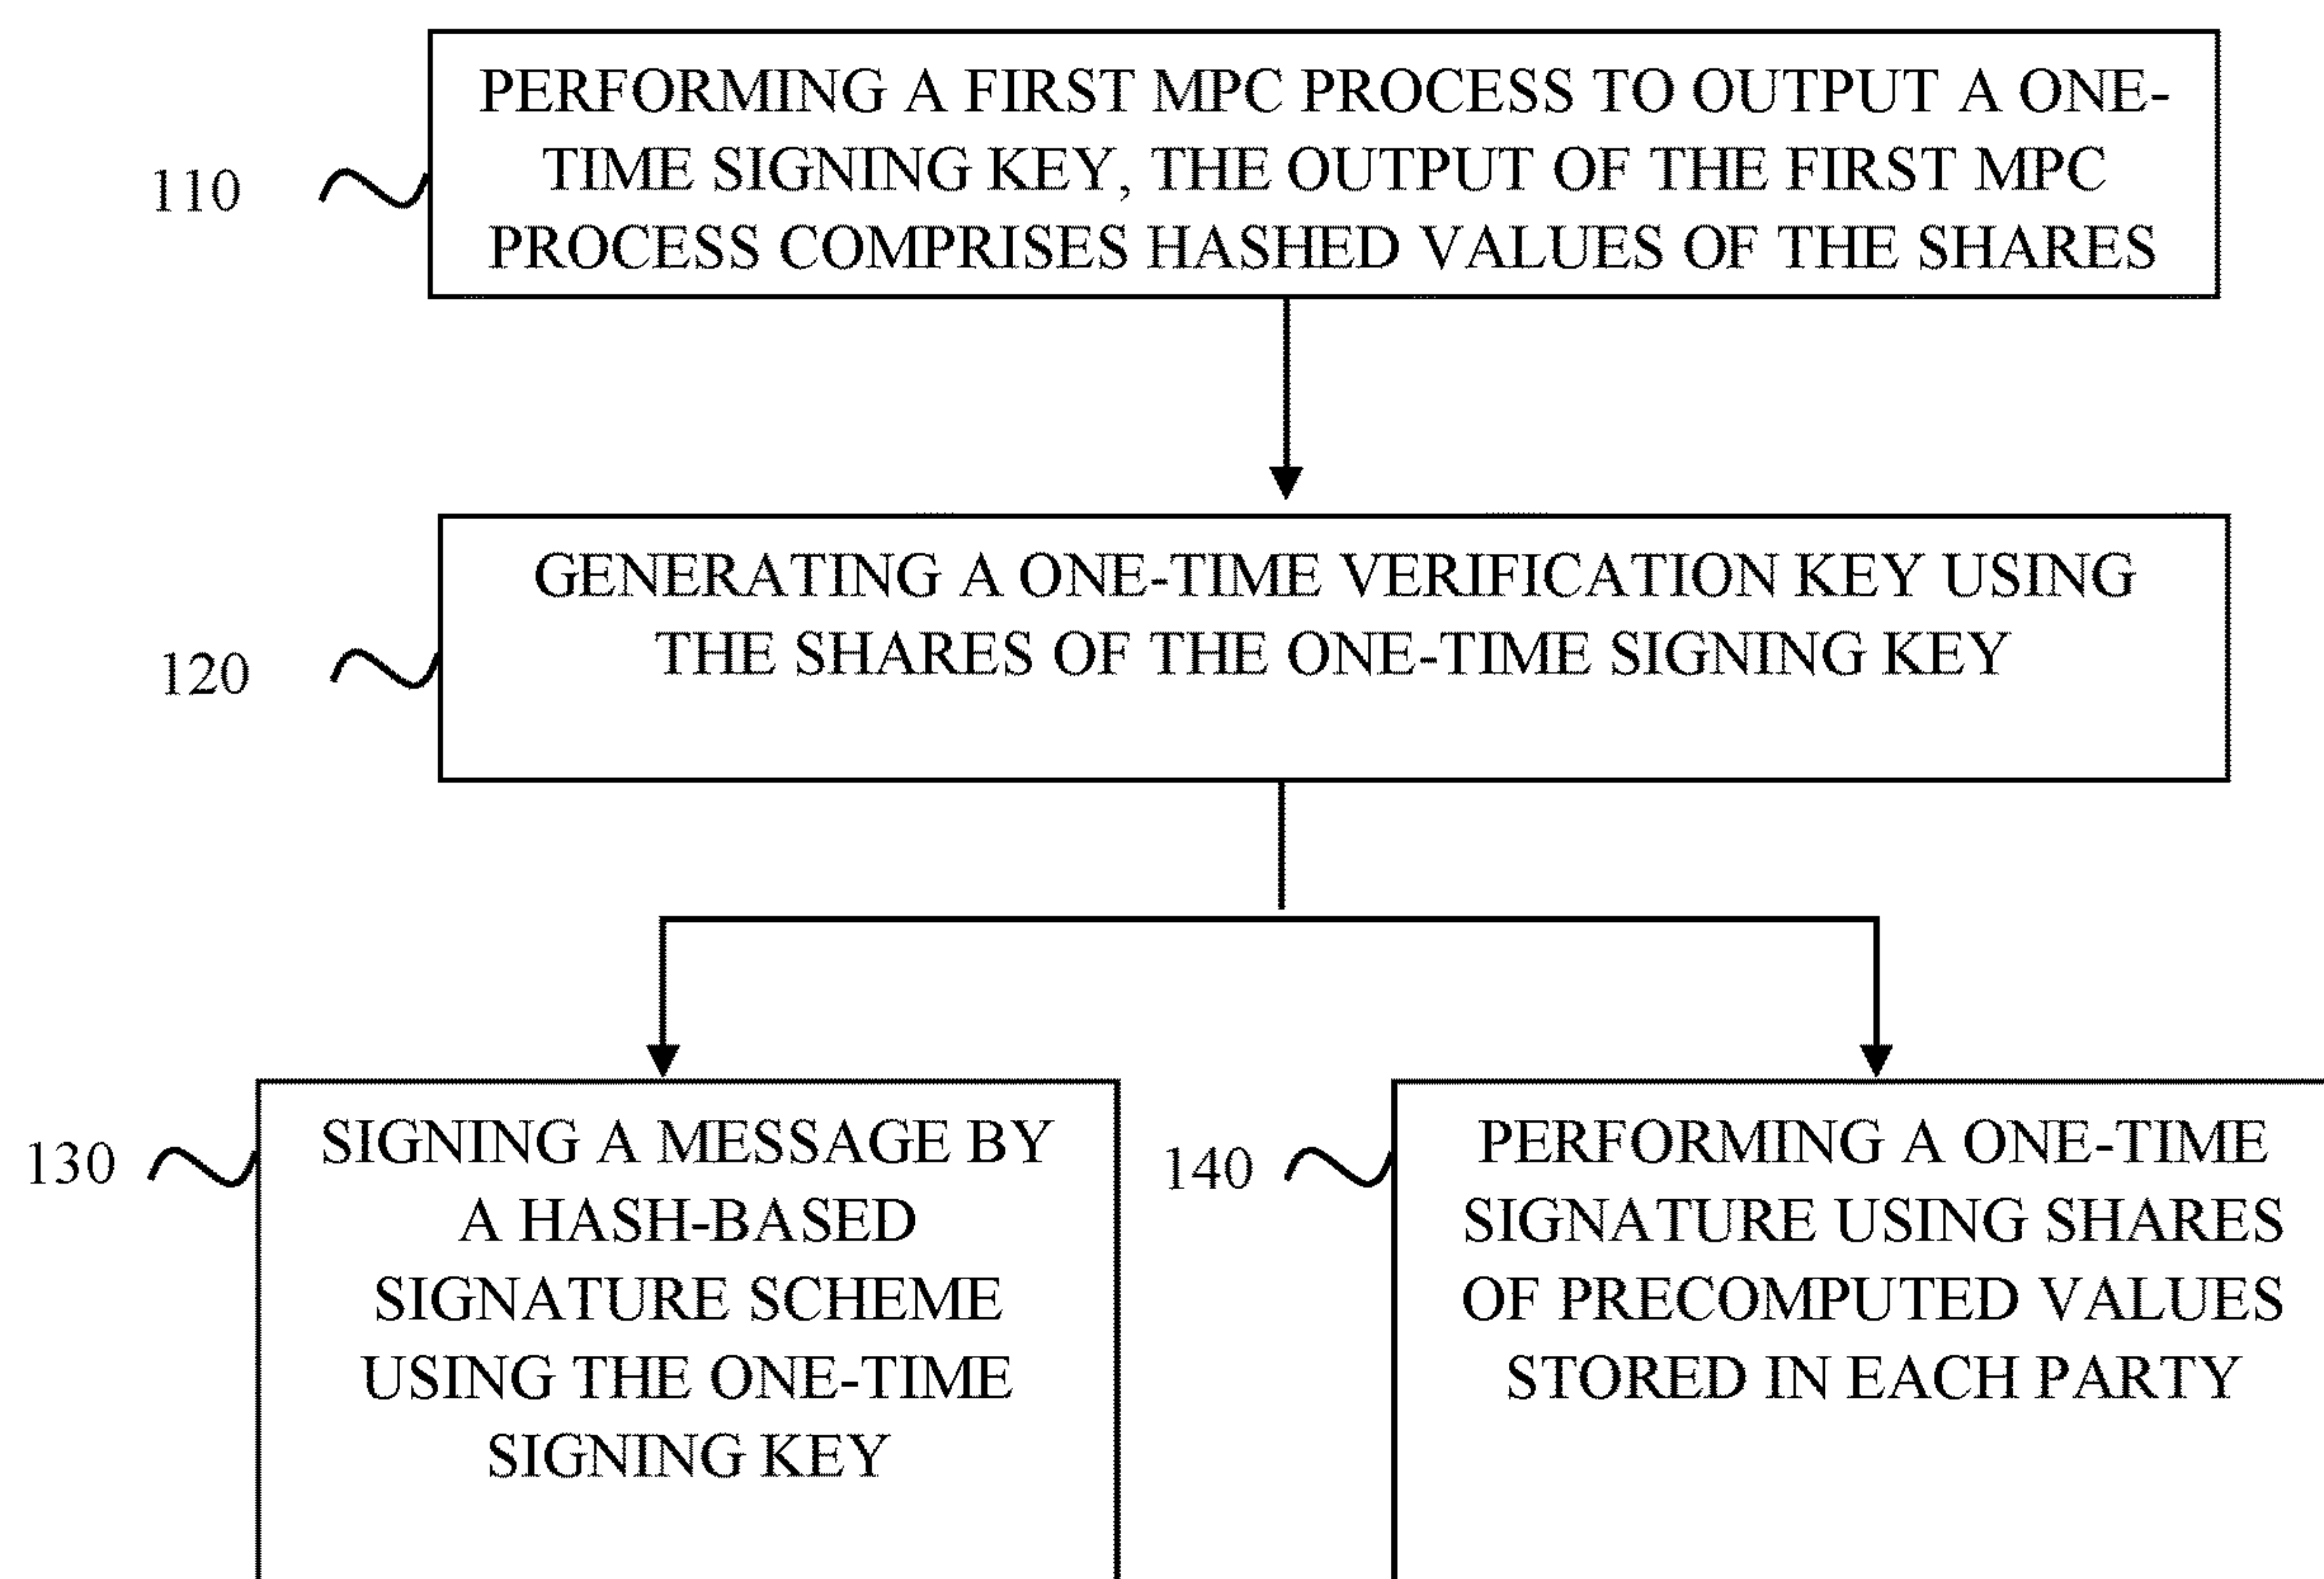 PERFORMING A FIRST MPC PROCESS TO OUTPUT A ONE-
TIME SIGNING KEY, THE OUTPUT OF THE FIRST MPC
PROCESS COMPRISES HASHED VALUES OF THE SHARES
110
GENERATING A ONE-TIME VERIFICATION KEY USING
THE SHARES OF THE ONE-TIME SIGNING KEY
120
130
SIGNING A MESSAGE BY
A HASH-BASED
SIGNATURE SCHEME
USING THE ONE-TIME
SIGNING KEY
140
PERFORMING A ONE-TIME
SIGNATURE USING SHARES
OF PRECOMPUTED VALUES
STORED IN EACH PARTY